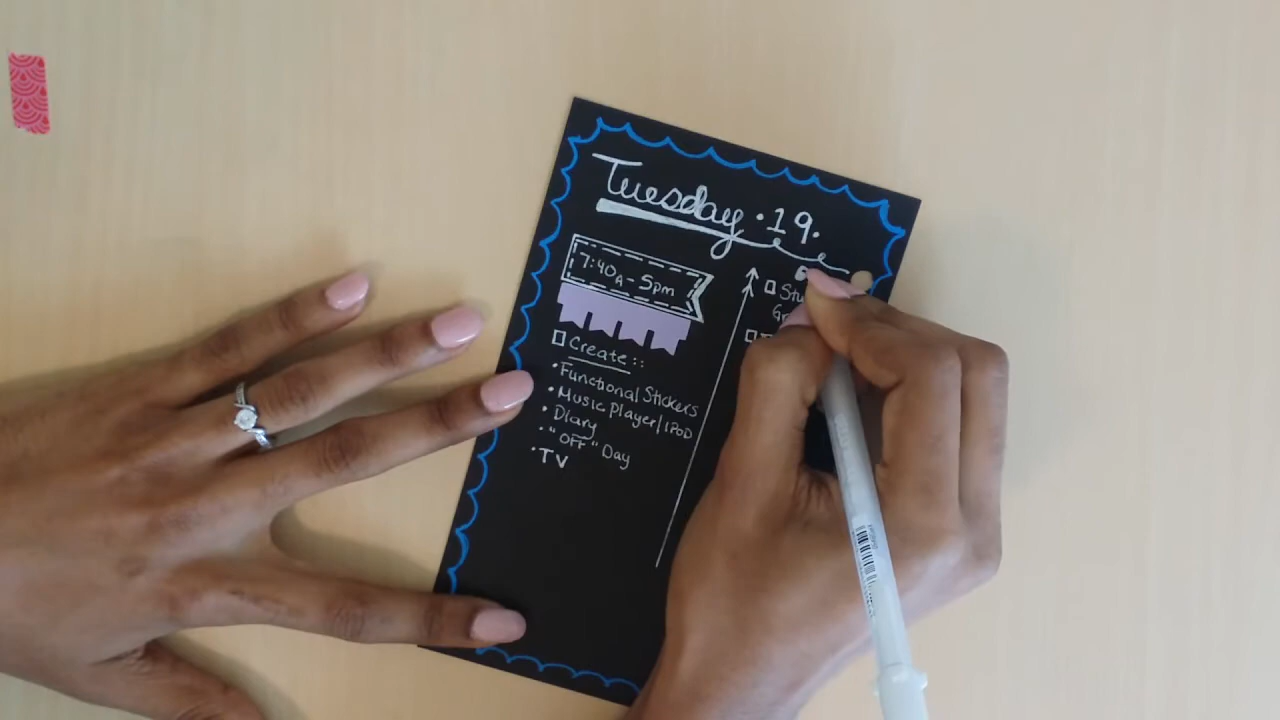 Tuesday · 19.
7:40A - 5pm
Create ::
• Functional Stickers
• Music Player/IPOD
• Diary
• "Off" Day
• TV